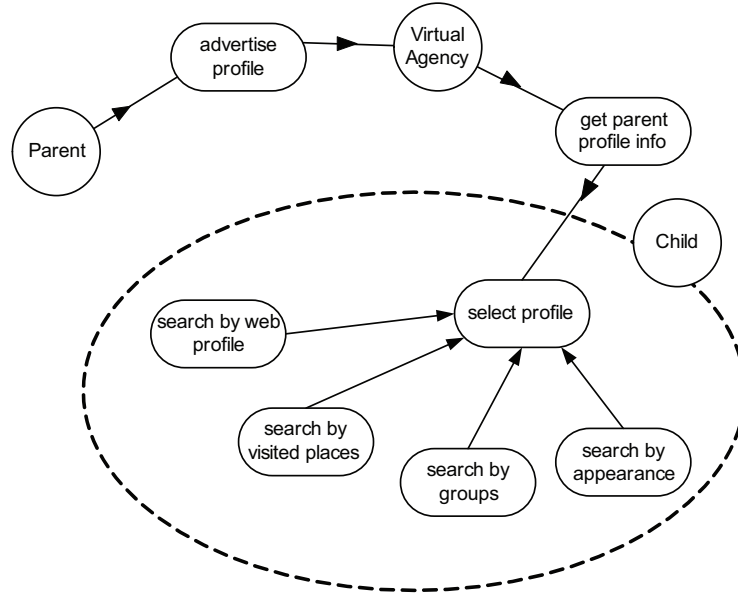 advertise
profile
Virtual
Agency
Parent
get parent
profile info
Child
select profile
search by web
profile
search by
visited places
search by
groups
search by
appearance